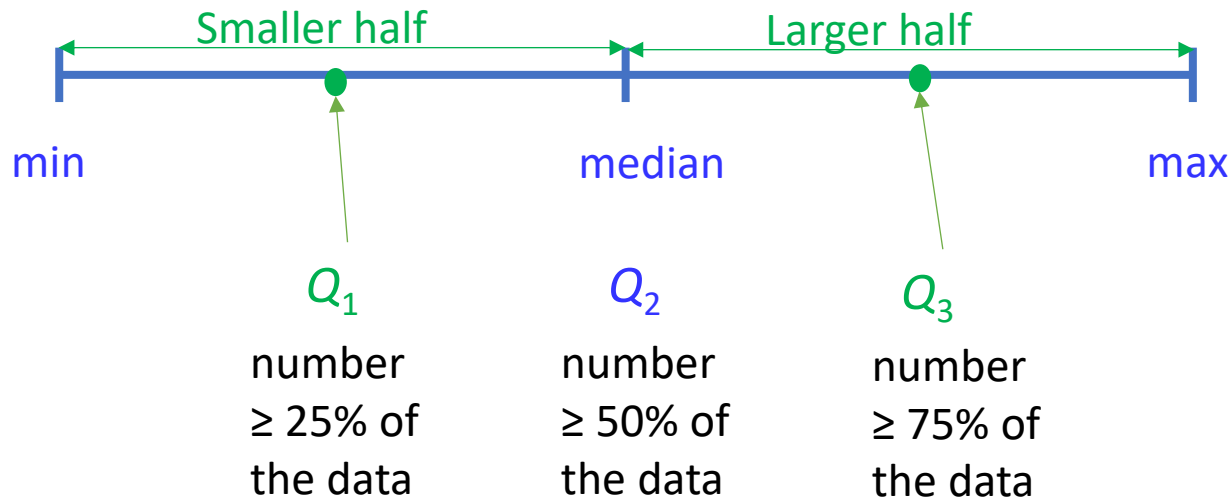 Smaller half
Larger half
min
median
max
Q1
number
≥ 25% of
the data
Q2
number
≥ 50% of
the data
Q3
number
≥ 75% of
the data